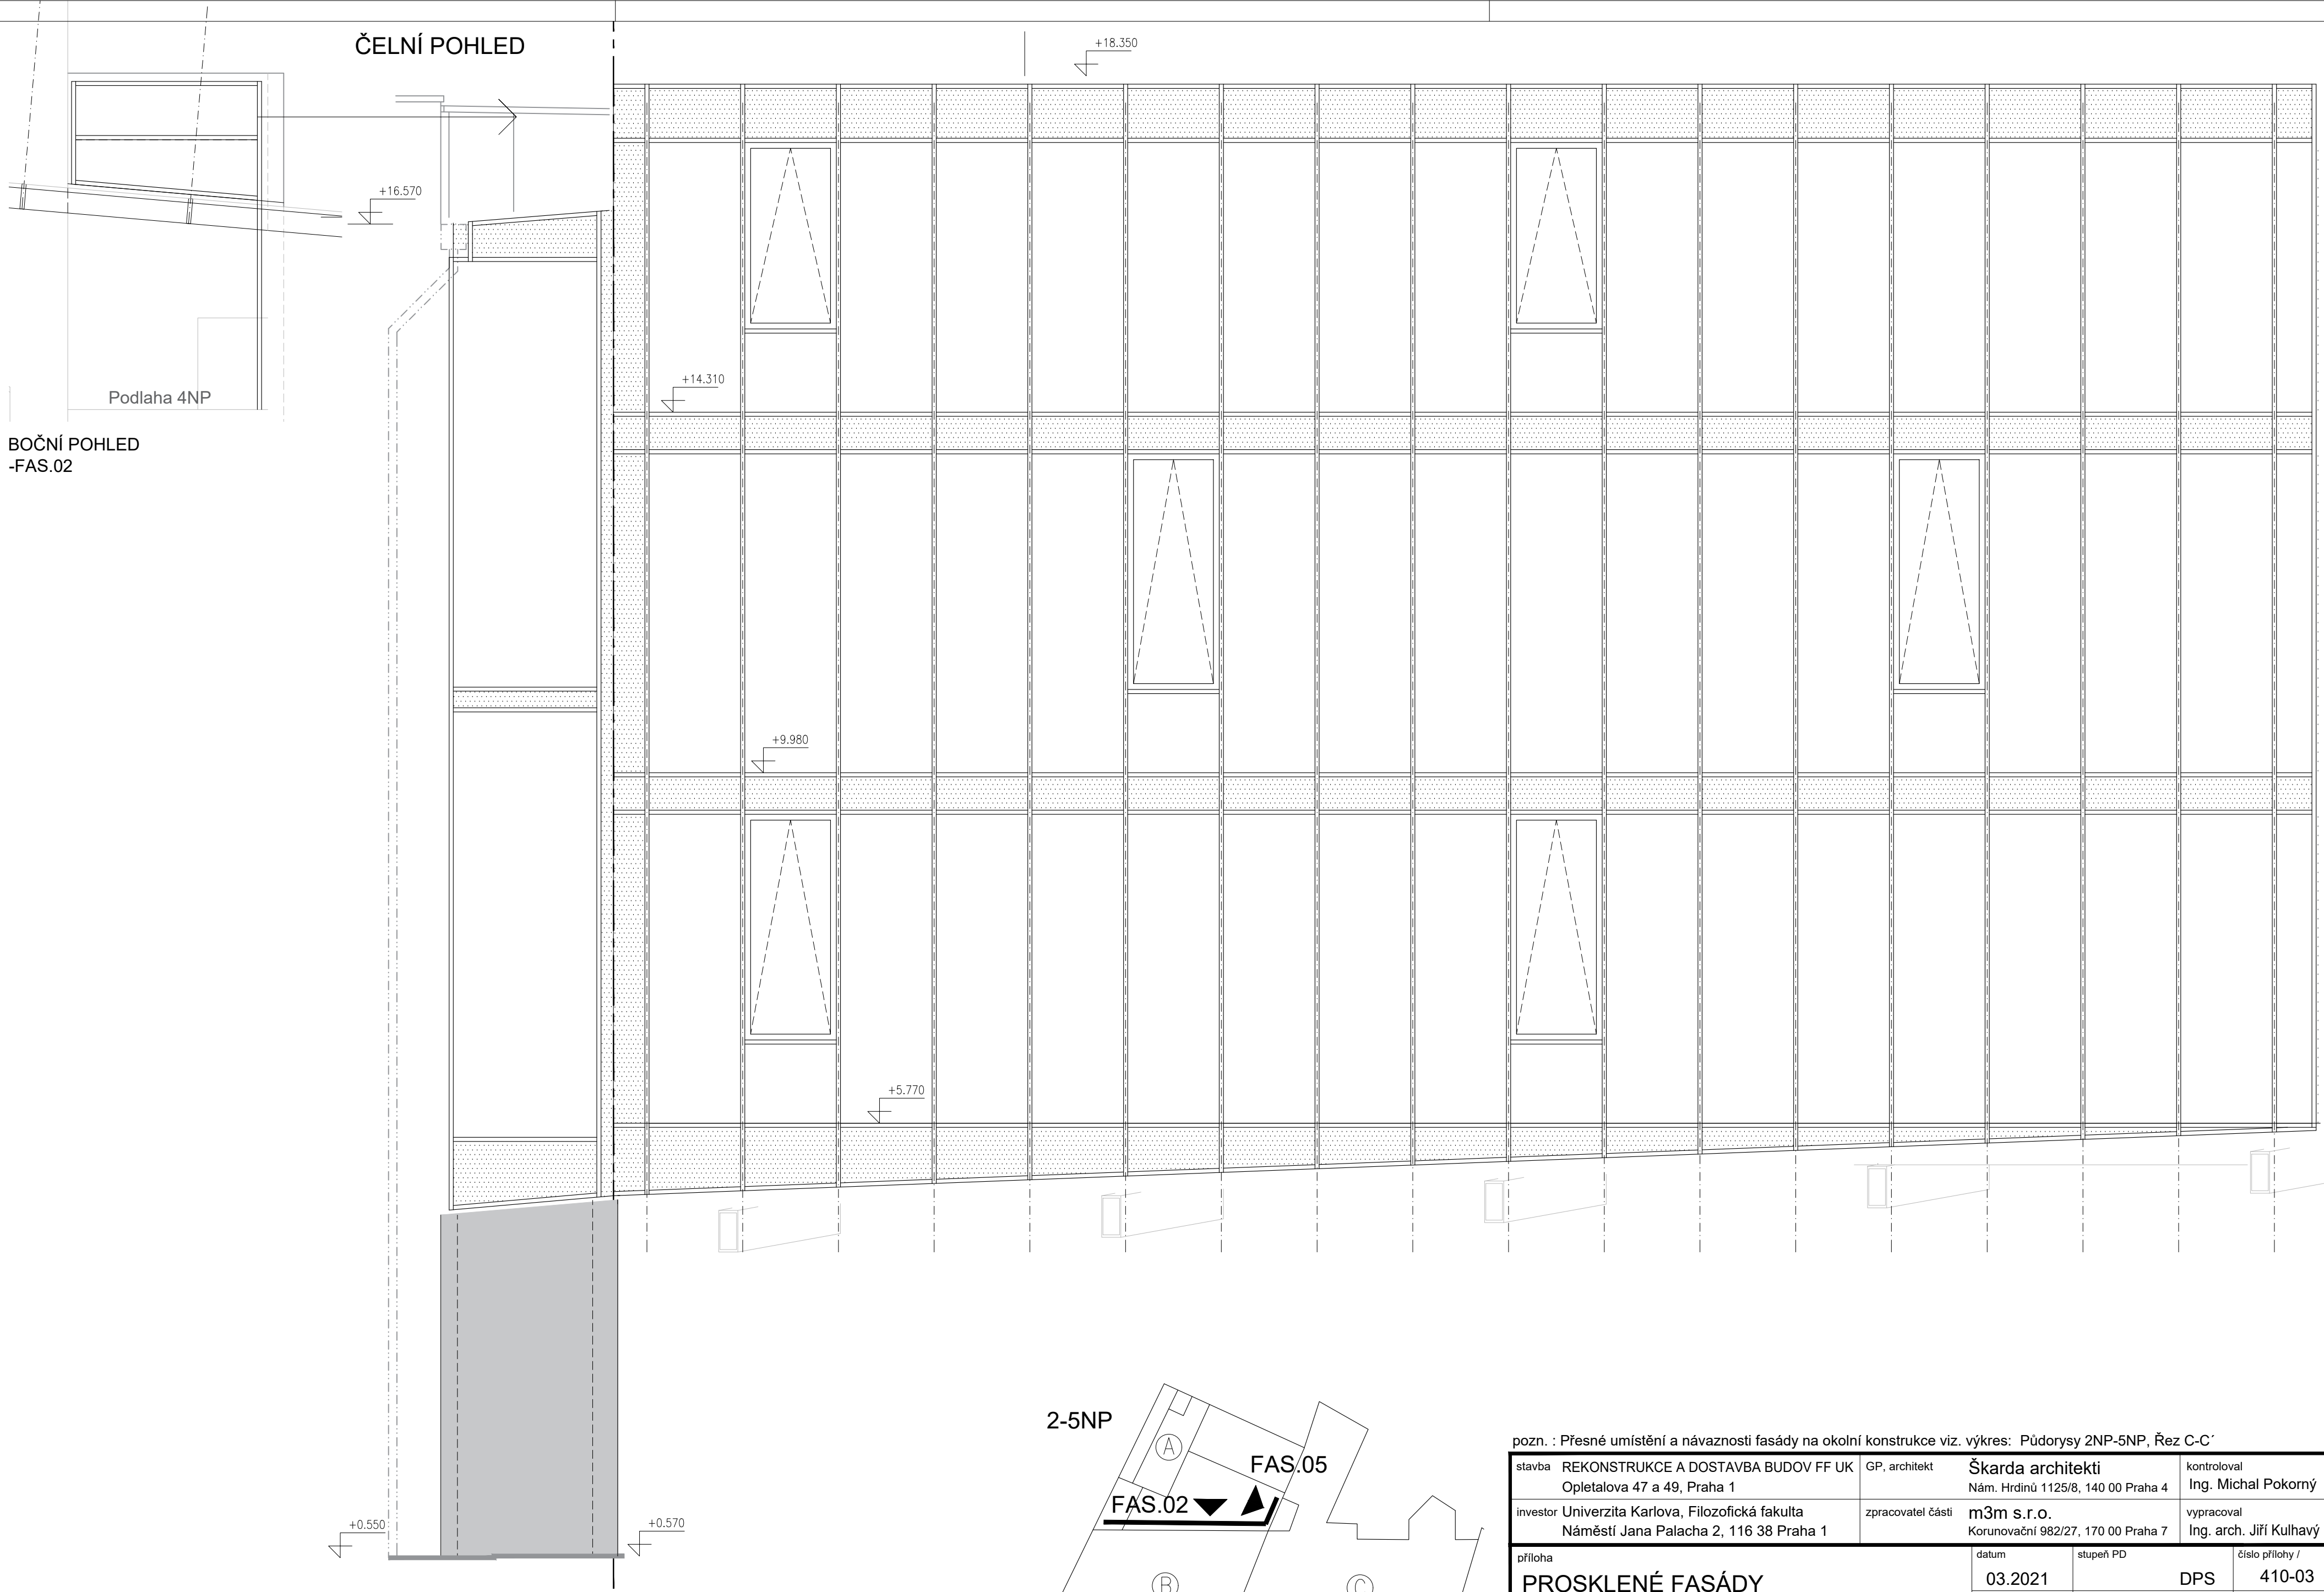 ČELNÍ POHLED
+18.350
+16.570
+14.310
Podlaha 4NP
BOČNÍ POHLED
-FAS.02
+9.980
+5.770
+0.550
+0.570
2-5NP
A
FAS.05
FAS.02
B
C
pozn. : Přesné umístění a návaznosti fasády na okolní konstrukce viz. výkres: Půdorysy 2NP-5NP, Řez C-C´
stavba REKONSTRUKCE A DOSTAVBA BUDOV FF UK
Opletalova 47 a 49, Praha 1
GP, architekt Škarda architekti
Nám. Hrdinů 1125/8, 140 00 Praha 4
kontroloval
Ing. Michal Pokorný
investor Univerzita Karlova, Filozofická fakulta
Náměstí Jana Palacha 2, 116 38 Praha 1
zpracovatel části m3m s.r.o.
Korunovační 982/27, 170 00 Praha 7
vypracoval
Ing. arch. Jiří Kulhavý
příloha
PROSKLENÉ FASÁDY
datum
03.2021
stupeň PD
DPS
číslo přílohy /
410-03